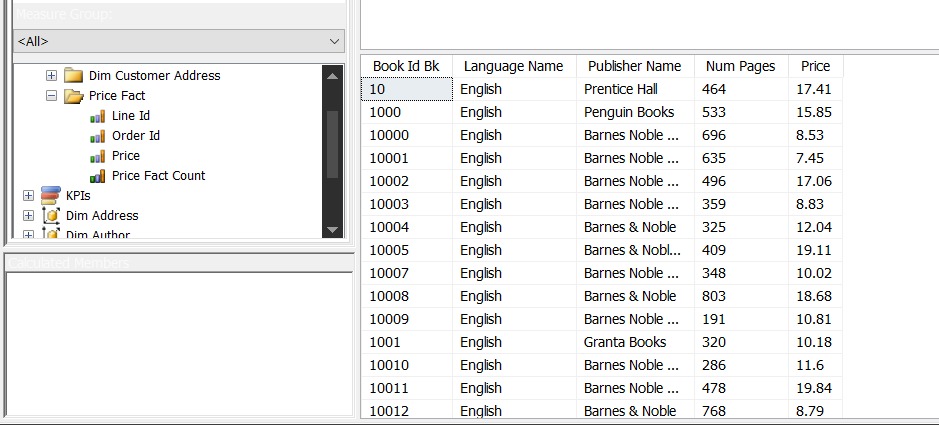 Measure Group:
<All>
Dim Customer Address
Price Fact
Line Id
Order Id
Price
Price Fact Count
KPIs
Dim Address
Dim Author
Calculated Members
Book Id Bk Language Name Publisher Name Num Pages Price
10 English Prentice Hall 464 17.41
1000 English Penguin Books 533 15.85
10000 English Barnes Noble ... 696 8.53
10001 English Barnes Noble ... 635 7.45
10002 English Barnes Noble ... 496 17.06
10003 English Barnes Noble ... 359 8.83
10004 English Barnes & Noble 325 12.04
10005 English Barnes & Nobl... 409 19.11
10007 English Barnes Noble ... 348 10.02
10008 English Barnes & Noble 803 18.68
10009 English Barnes Noble ... 191 10.81
1001 English Granta Books 320 10.18
10010 English Barnes Noble ... 286 11.6
10011 English Barnes Noble ... 478 19.84
10012 English Barnes & Noble 768 8.79